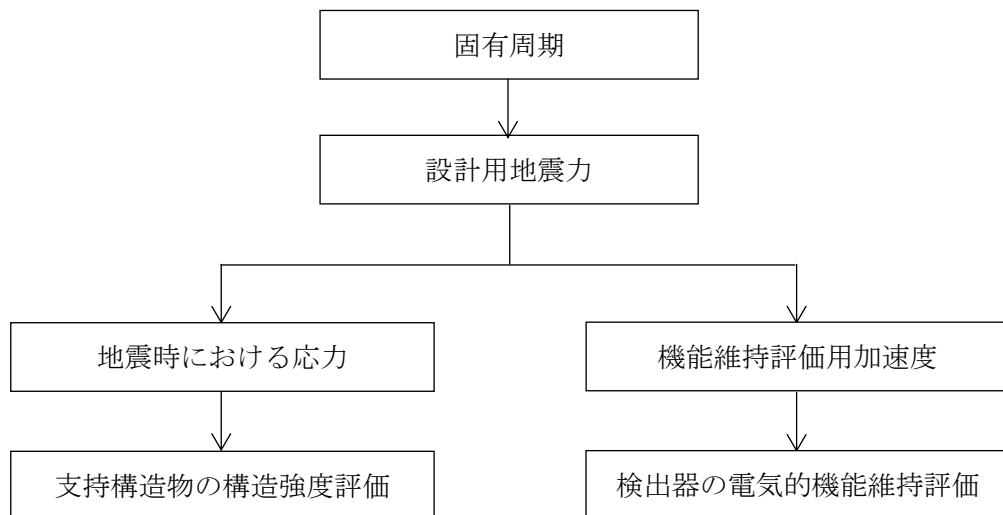 固有周期
設計用地震力
地震時における応力
機能維持評価用加速度
支持構造物の構造強度評価
検出器の電気的機能維持評価